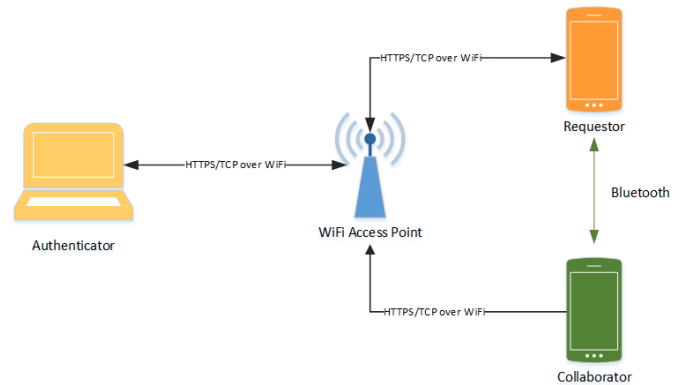 HTTPS/TCP over WiFi
Requestor
HTTPS/TCP over WiFi
Bluetooth
WiFi Access Point
Authenticator
HTTPS/TCP over WiFi
Collaborator